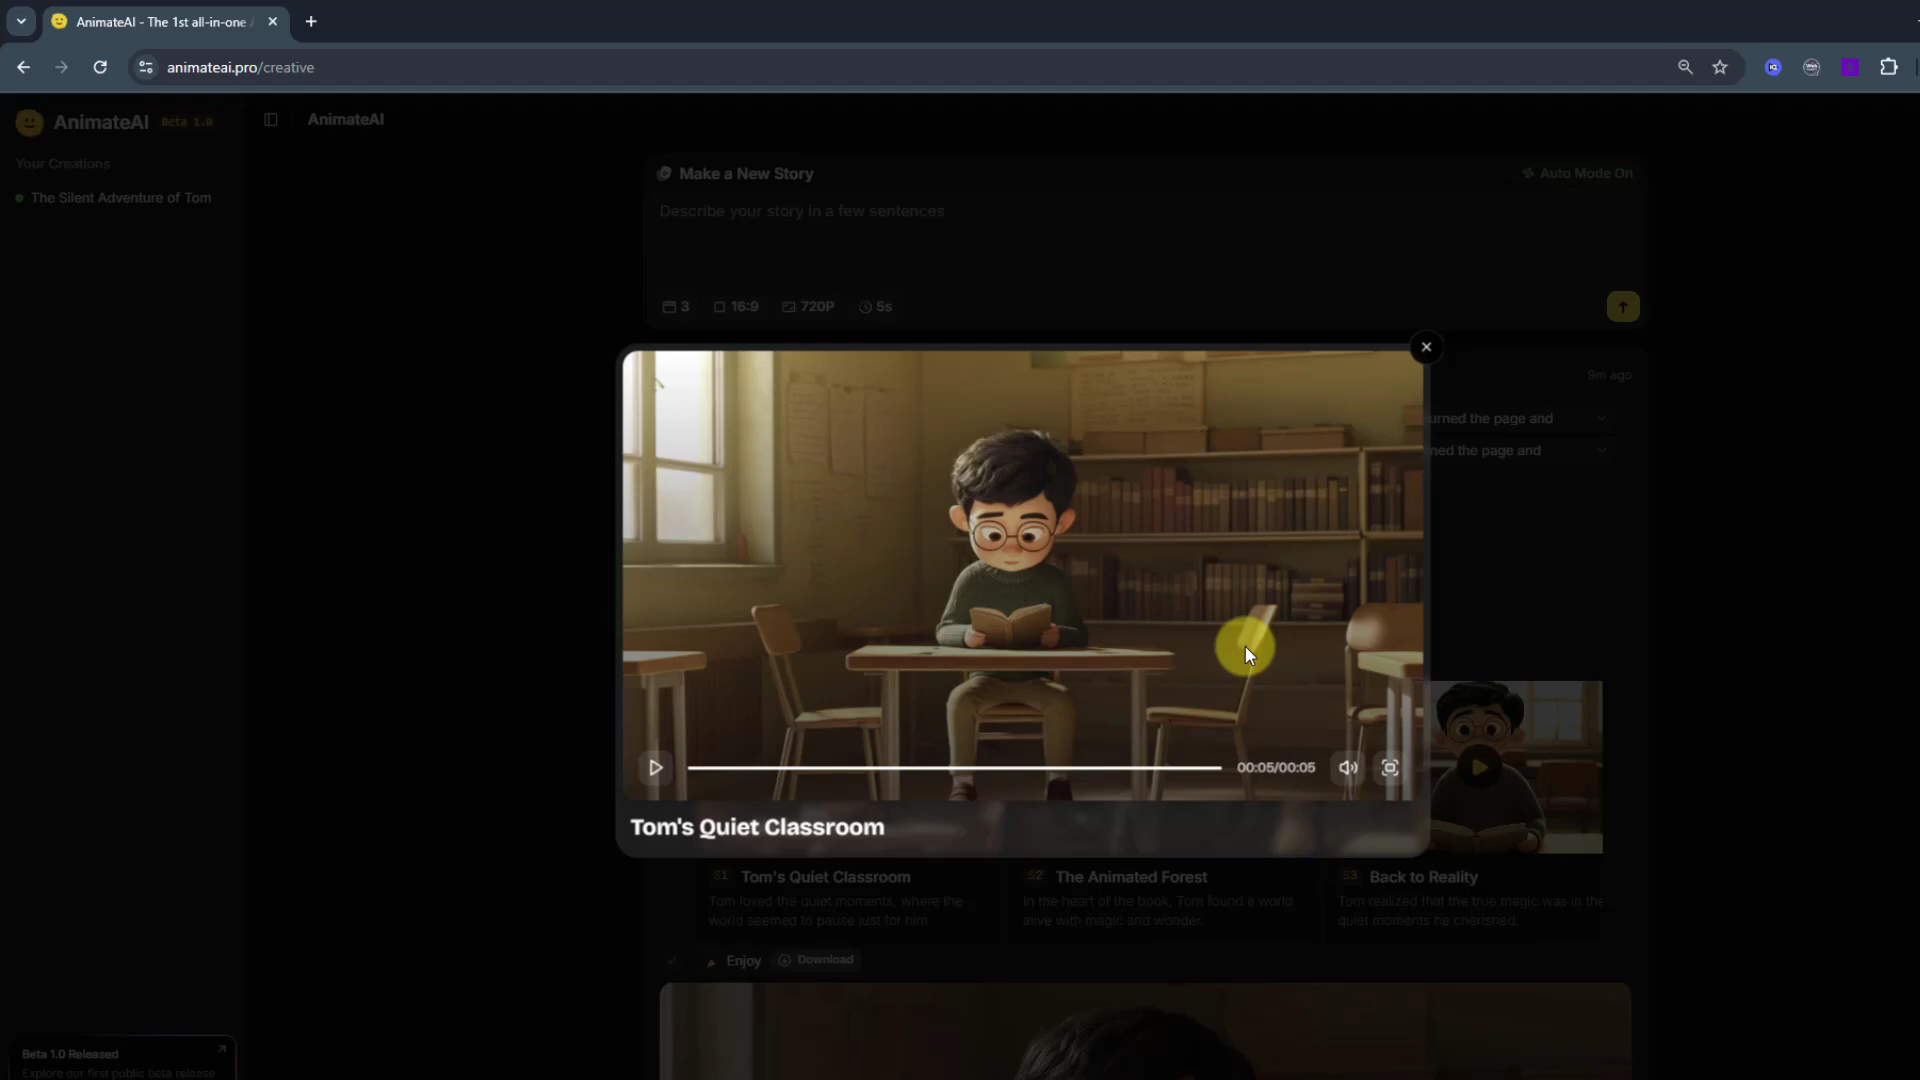 AnimateAI - The 1st all-in-one
animateai.pro/creative
AnimateAI Beta 1.0
AnimateAI
Your Creations
The Silent Adventure of Tom
Make a New Story
Auto Mode On
Describe your story in a few sentences
3 16:9 720P 5s
9m ago
urned the page and
ned the page and
00:05/00:05
Tom's Quiet Classroom
S1 Tom's Quiet Classroom
Tom loved the quiet moments, where the
world seemed to pause just for him.
S2 The Animated Forest
In the heart of the book, Tom found a world
alive with magic and wonder.
S3 Back to Reality
Tom realized that the true magic was in the
quiet moments he cherished.
Enjoy Download
Beta 1.0 Released
Explore our first public beta release